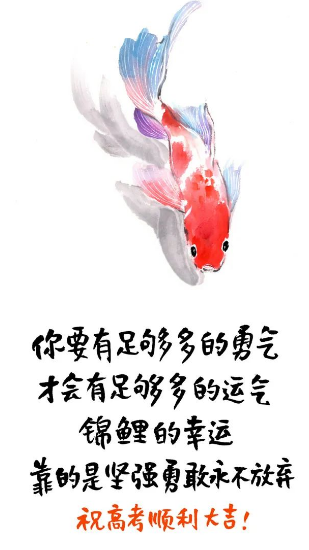 你要有足够多的勇气
才会有足够多的运气
锦鲤的幸运
靠的是坚强勇敢永不放弃
祝高考顺利大吉!